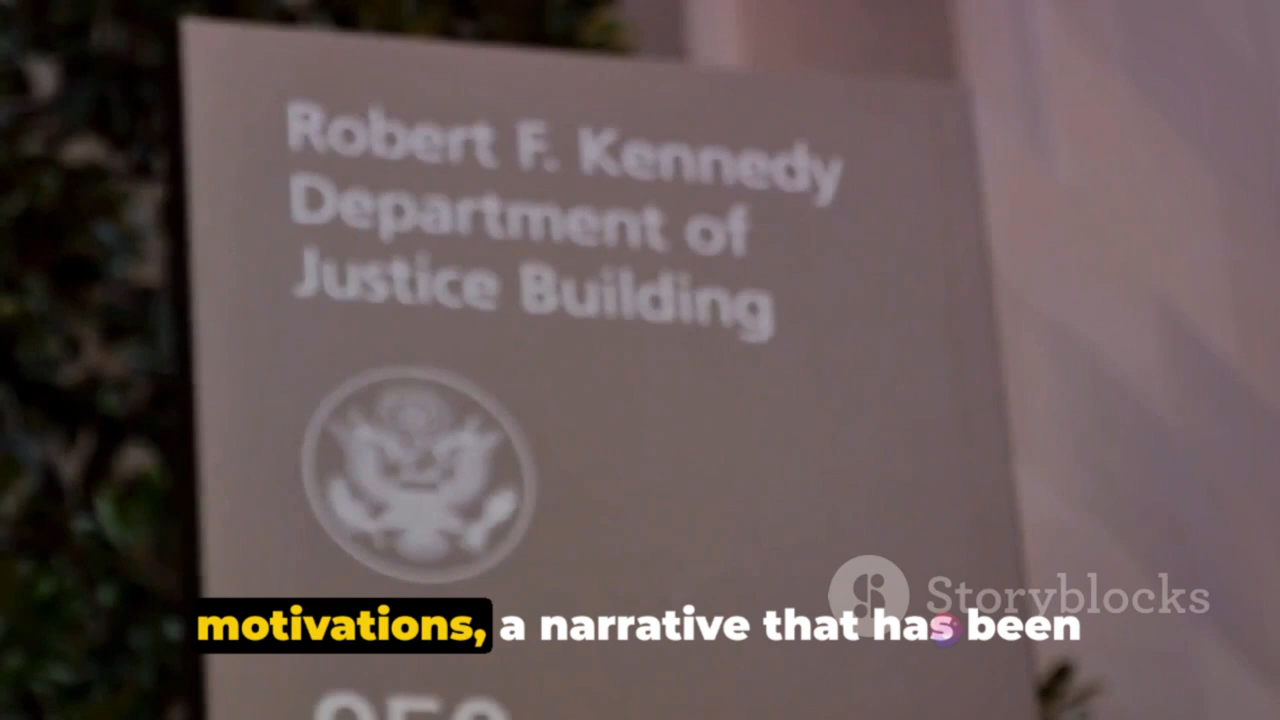 Robert F. Kennedy
Department of
Justice Building
Storyblocks
motivations, a narrative that has been